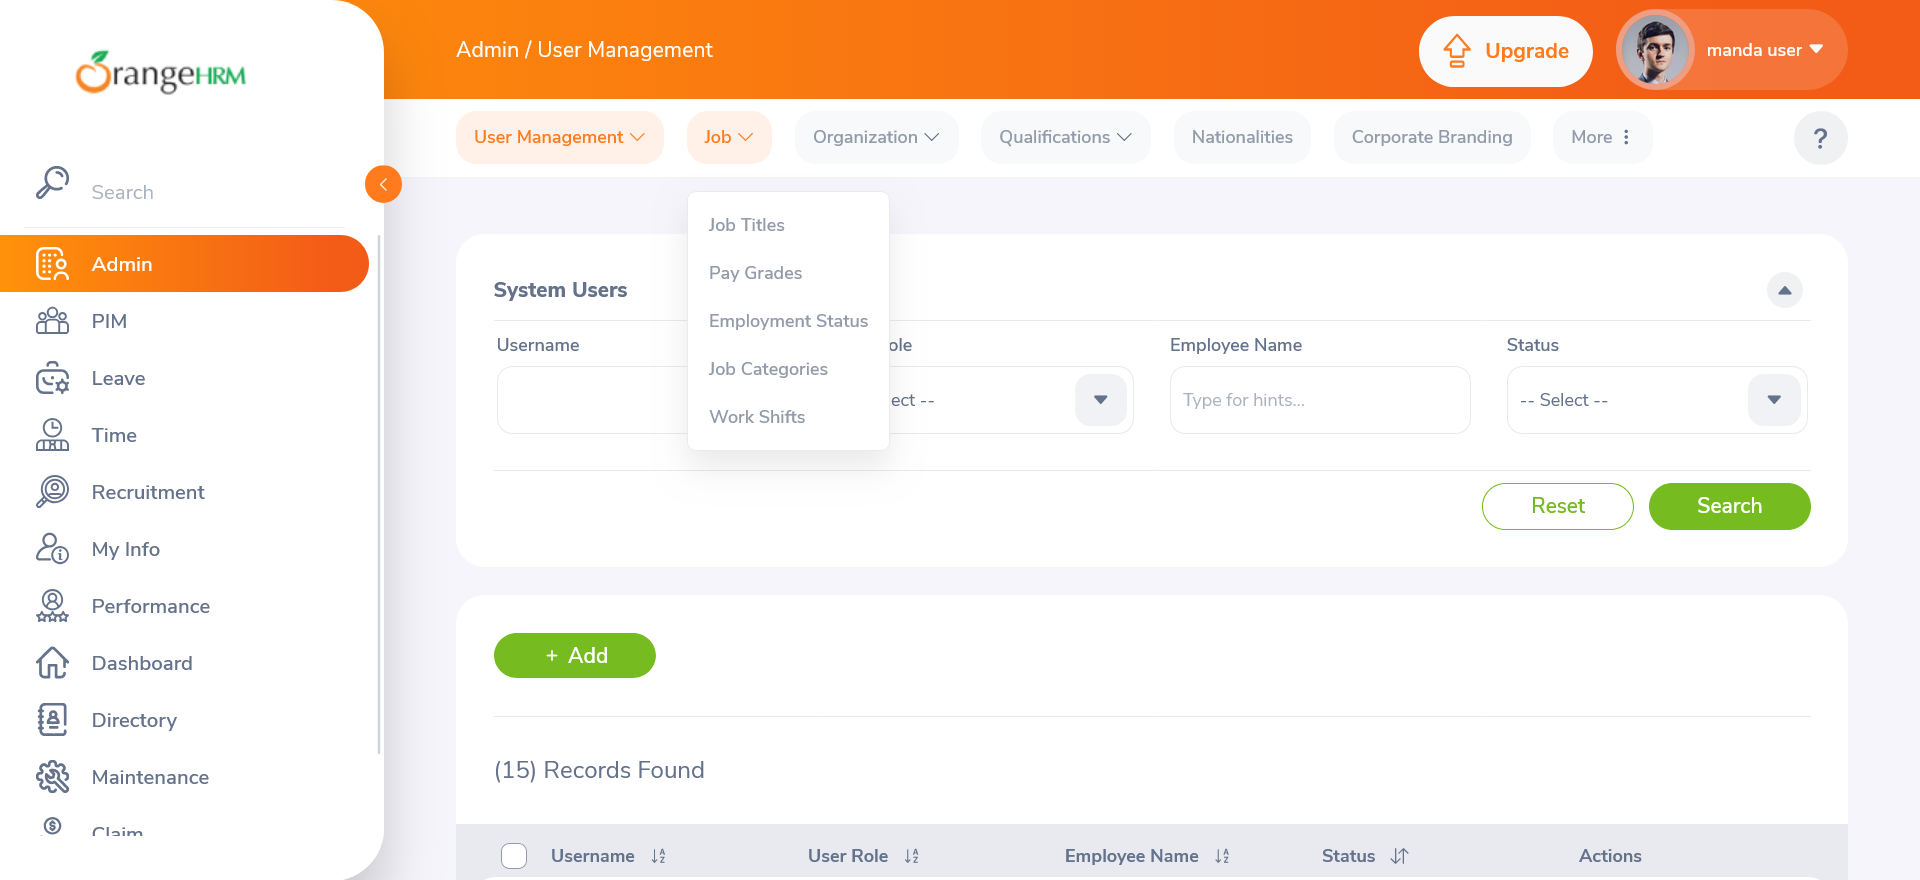 OrangeHRM
Admin / User Management
Upgrade
manda user
User Management
Job
Organization
Qualifications
Nationalities
Corporate Branding
More
?
Search
Admin
PIM
Leave
Time
Recruitment
My Info
Performance
Dashboard
Directory
Maintenance
Claim
Job Titles
Pay Grades
Employment Status
Job Categories
Work Shifts
System Users
Username
ole
ect --
Employee Name
Type for hints...
Status
-- Select --
Reset
Search
+ Add
(15) Records Found
Username
User Role
Employee Name
Status
Actions